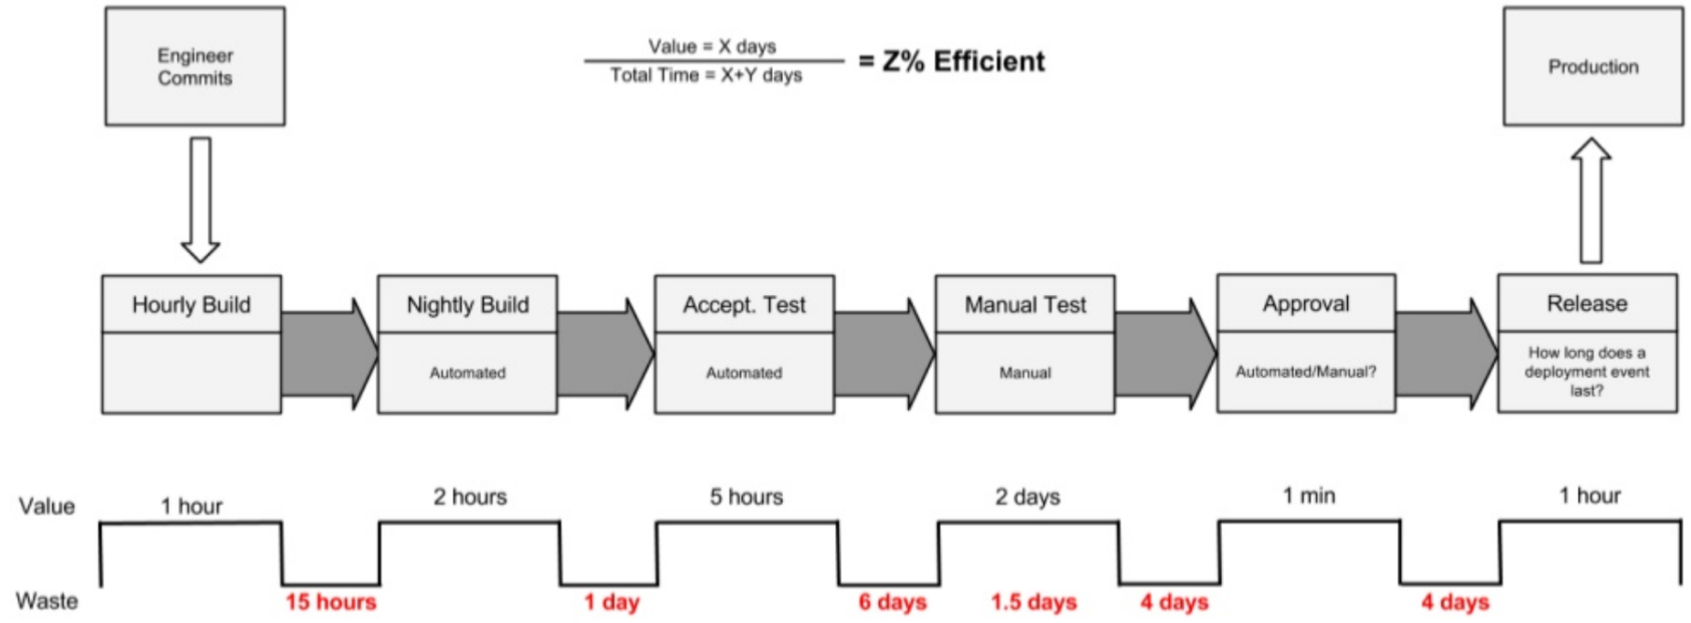 Engineer
Commits
Value = X days
Total Time = X+Y days
= Z% Efficient
Production
Hourly Build
Nightly Build
Automated
Accept. Test
Automated
Manual Test
Manual
Approval
Automated/Manual?
Release
How long does a
deployment event
last?
Value
1 hour
2 hours
5 hours
2 days
1 min
1 hour
Waste
15 hours
1 day
6 days
1.5 days
4 days
4 days